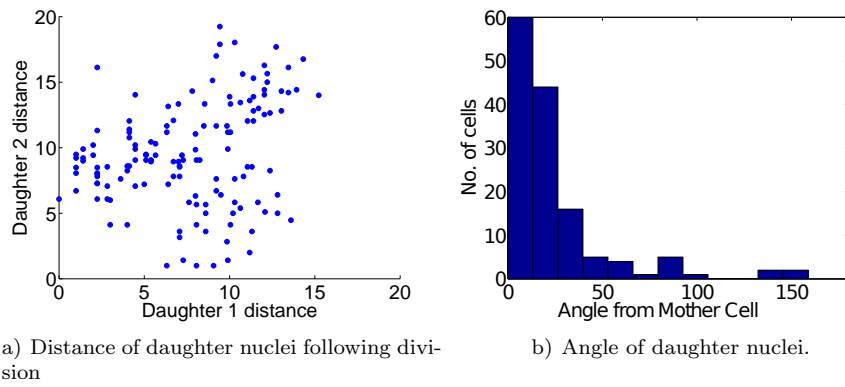 20
15
10
5
0
Daughter 2 distance
0 5 10 15 20
Daughter 1 distance
60
50
40
30
20
10
0
No. of cells
0 50 100 150
Angle from Mother Cell
a) Distance of daughter nuclei following divi-
sion
b) Angle of daughter nuclei.